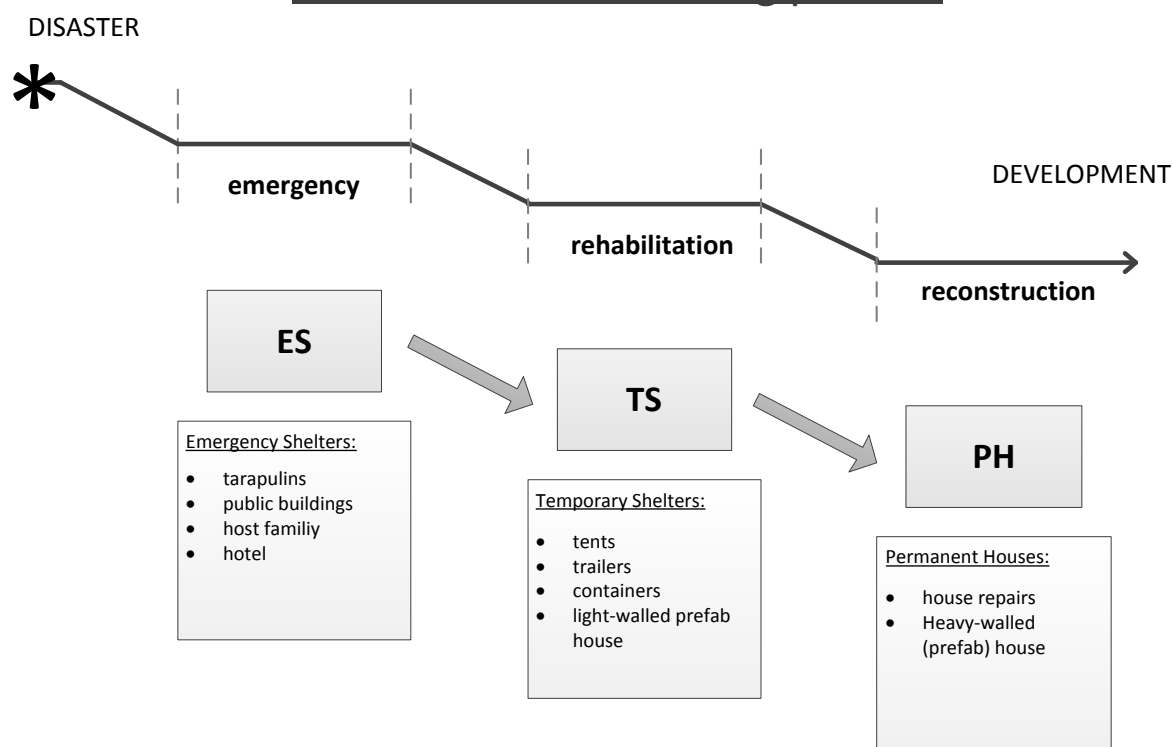 DISASTER
emergency
DEVELOPMENT
rehabilitation
reconstruction
ES
TS
PH
Emergency Shelters:
• tarapulins
• public buildings
• host familiy
• hotel
Temporary Shelters:
• tents
• trailers
• containers
• light-walled prefab
house
Permanent Houses:
• house repairs
• Heavy-walled
(prefab) house